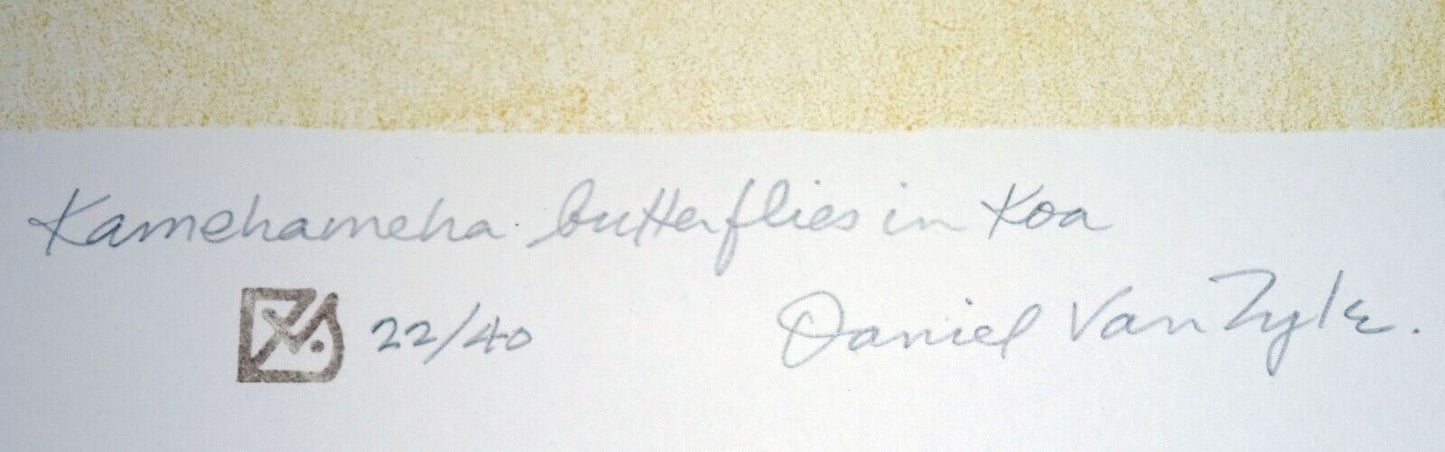 Kamehameha butterflies in Koa
22/40
Daniel Van Zyle.